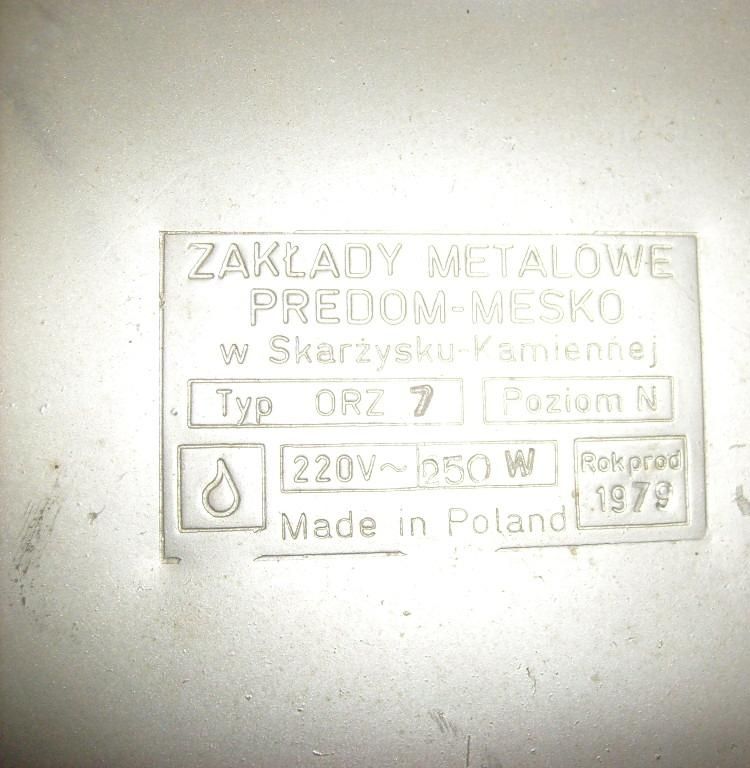 ZAKŁADY METALOWE
PREDOM-MESKO
w Skarżysku-Kamiennej
Typ ORZ 7 Poziom N
220V~ 250 W Rok prod
1979
Made in Poland